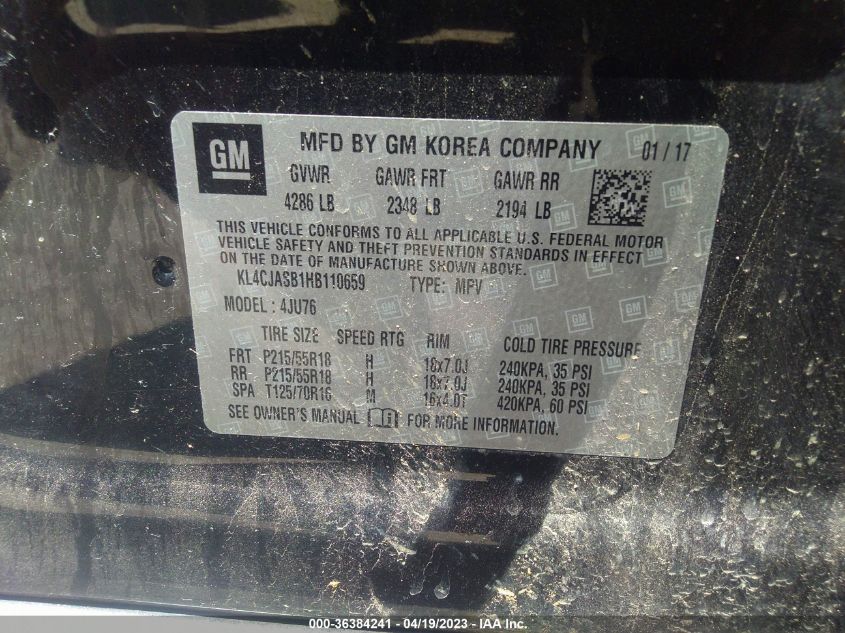 GM
MFD BY GM KOREA COMPANY 01 / 17
GVWR GAWR FRT GAWR RR
4286 LB 2348 LB 2194 LB
THIS VEHICLE CONFORMS TO ALL APPLICABLE U.S. FEDERAL MOTOR
VEHICLE SAFETY AND THEFT PREVENTION STANDARDS IN EFFECT
ON THE DATE OF MANUFACTURE SHOWN ABOVE.
KL4CJASB1HB110659 TYPE: MPV
MODEL : 4JU76
TIRE SIZE SPEED RTG RIM COLD TIRE PRESSURE
FRT P215/55R18 H 18x7.0J 240KPA, 35 PSI
RR- P215/55R18 H 18x7.0J 240KPA, 35 PSI
SPA T125/70R16 M 16x4.0T 420KPA, 60 PSI
SEE OWNER'S MANUAL FOR MORE INFORMATION
000-36384241 - 04/19/2023 - IAA Inc.